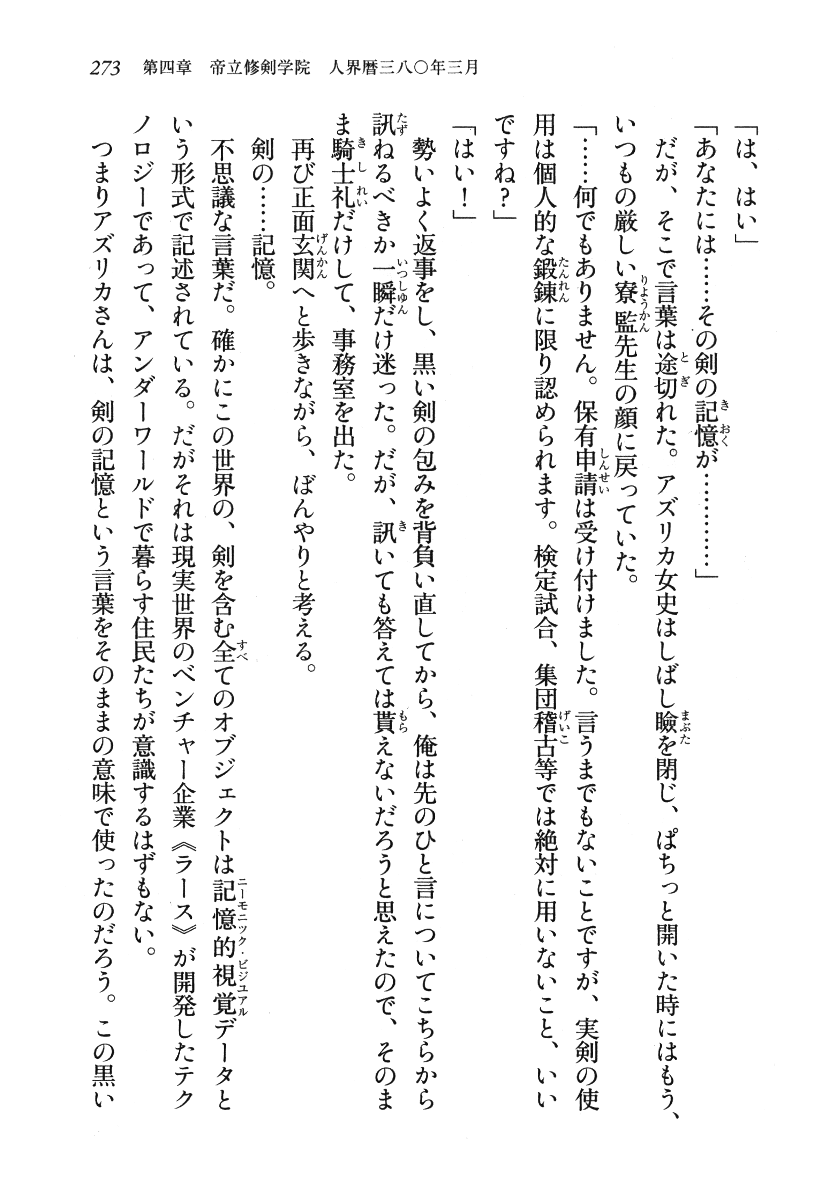 273　第四章　帝立修剣学院　人界暦三八〇年三月
「は、はい」
「あなたには……その剣の記憶が…………」
　だが、そこで言葉は途切れた。アズリカ女史はしばし瞼を閉じ、ぱちっと開いた時にはもう、
いつもの厳しい寮監先生の顔に戻っていた。
「……何でもありません。保有申請は受け付けました。言うまでもないことですが、実剣の使
用は個人的な鍛錬に限り認められます。検定試合、集団稽古等では絶対に用いないこと、いい
ですね？」
「はい！」
　勢いよく返事をし、黒い剣の包みを背負い直してから、俺は先のひと言についてこちらから
訊ねるべきか一瞬だけ迷った。だが、訊いても答えては貰えないだろうと思えたので、そのま
ま騎士礼だけして、事務室を出た。
　再び正面玄関へと歩きながら、ぼんやりと考える。
　剣の……記憶。
　不思議な言葉だ。確かにこの世界の、剣を含む全てのオブジェクトは記憶的視覚データと
いう形式で記述されている。だがそれは現実世界のベンチャー企業《ラース》が開発したテク
ノロジーであって、アンダーワールドで暮らす住民たちが意識するはずもない。
　つまりアズリカさんは、剣の記憶という言葉をそのままの意味で使ったのだろう。この黒い